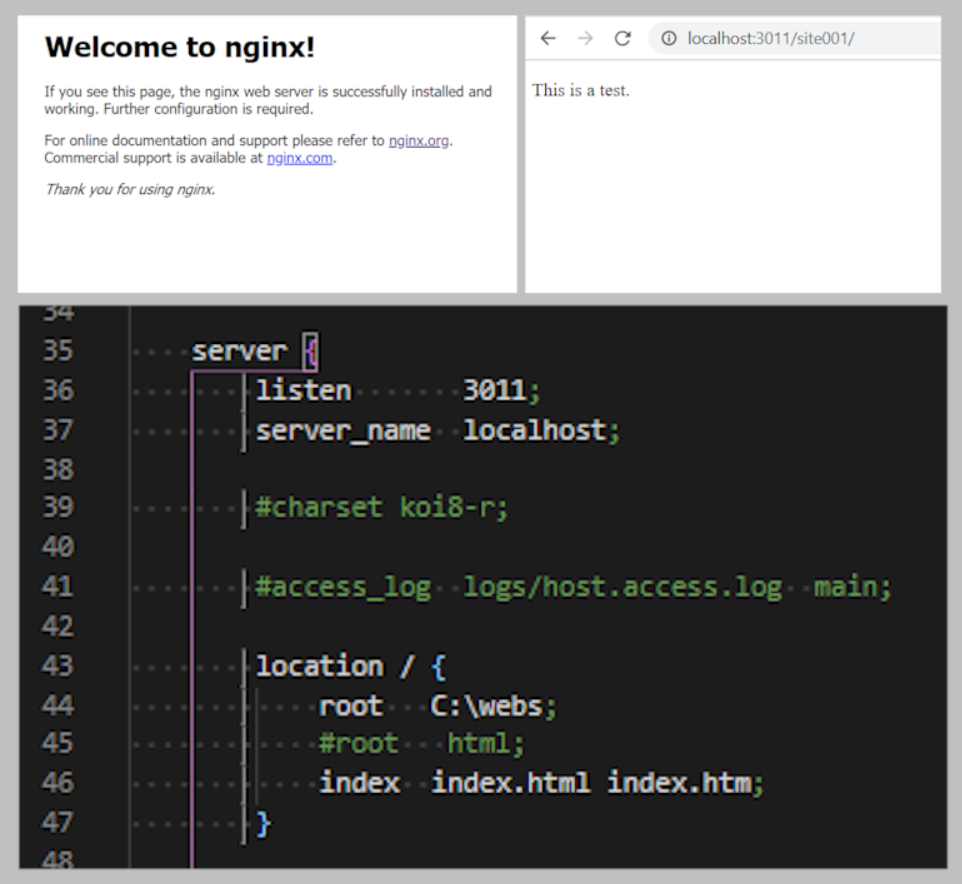 Welcome to nginx!
If you see this page, the nginx web server is successfully installed and
working. Further configuration is required.
For online documentation and support please refer to nginx.org.
Commercial support is available at nginx.com.
Thank you for using nginx.
localhost:3011/site001/
This is a test.
34
35 server {
36 listen 3011;
37 server_name localhost;
38
39 #charset koi8-r;
40
41 #access_log logs/host.access.log main;
42
43 location / {
44 root C:\webs;
45 #root html;
46 index index.html index.htm;
47 }
48